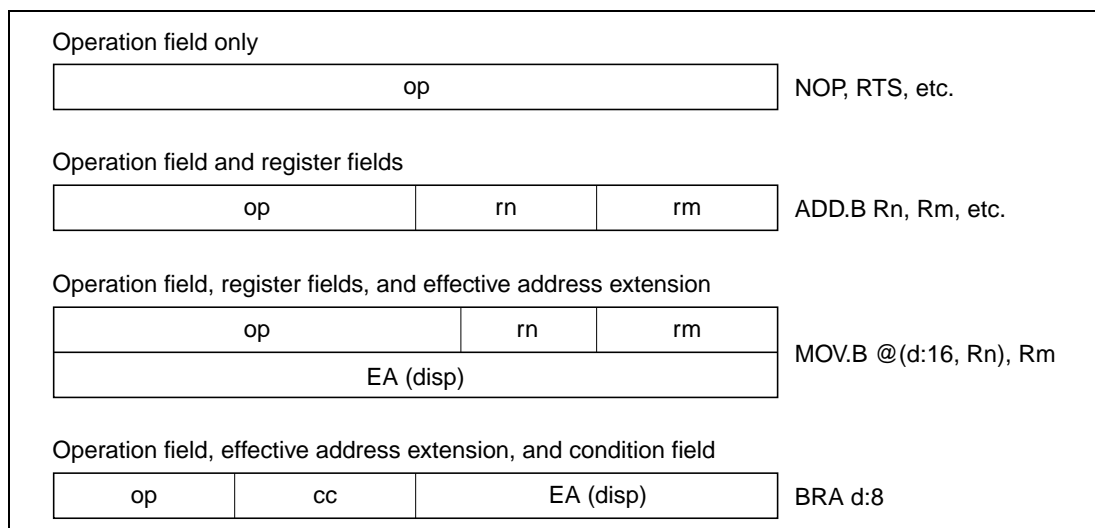 Operation field only
op
NOP, RTS, etc.
Operation field and register fields
op rn rm
ADD.B Rn, Rm, etc.
Operation field, register fields, and effective address extension
op rn rm
EA (disp)
MOV.B @(d:16, Rn), Rm
Operation field, effective address extension, and condition field
op cc EA (disp)
BRA d:8